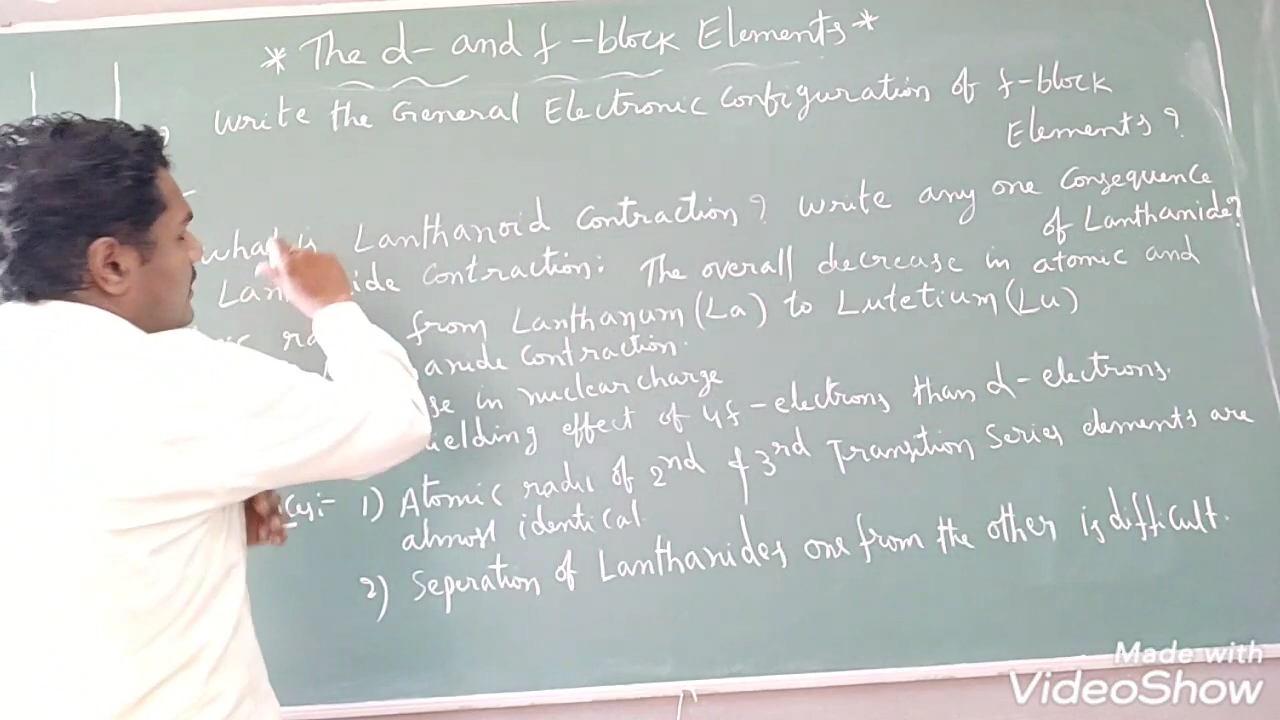 * The d- and f-block Elements *
Write the General Electronic Configuration of f-block
Elements?
what is Lanthanoid Contraction? Write any one Consequence
of Lanthanide?
Contraction: The overall decrease in atomic and
from Lanthanum (La) to Lutetium (Lu)
Contraction.
in nuclear charge
effect of 4f-electrons than d-electrons.
1) Atomic radii of 2nd & 3rd Transition Series elements are
almost identical.
2) Seperation of Lanthanides one from the other is difficult.
Made with
VideoShow